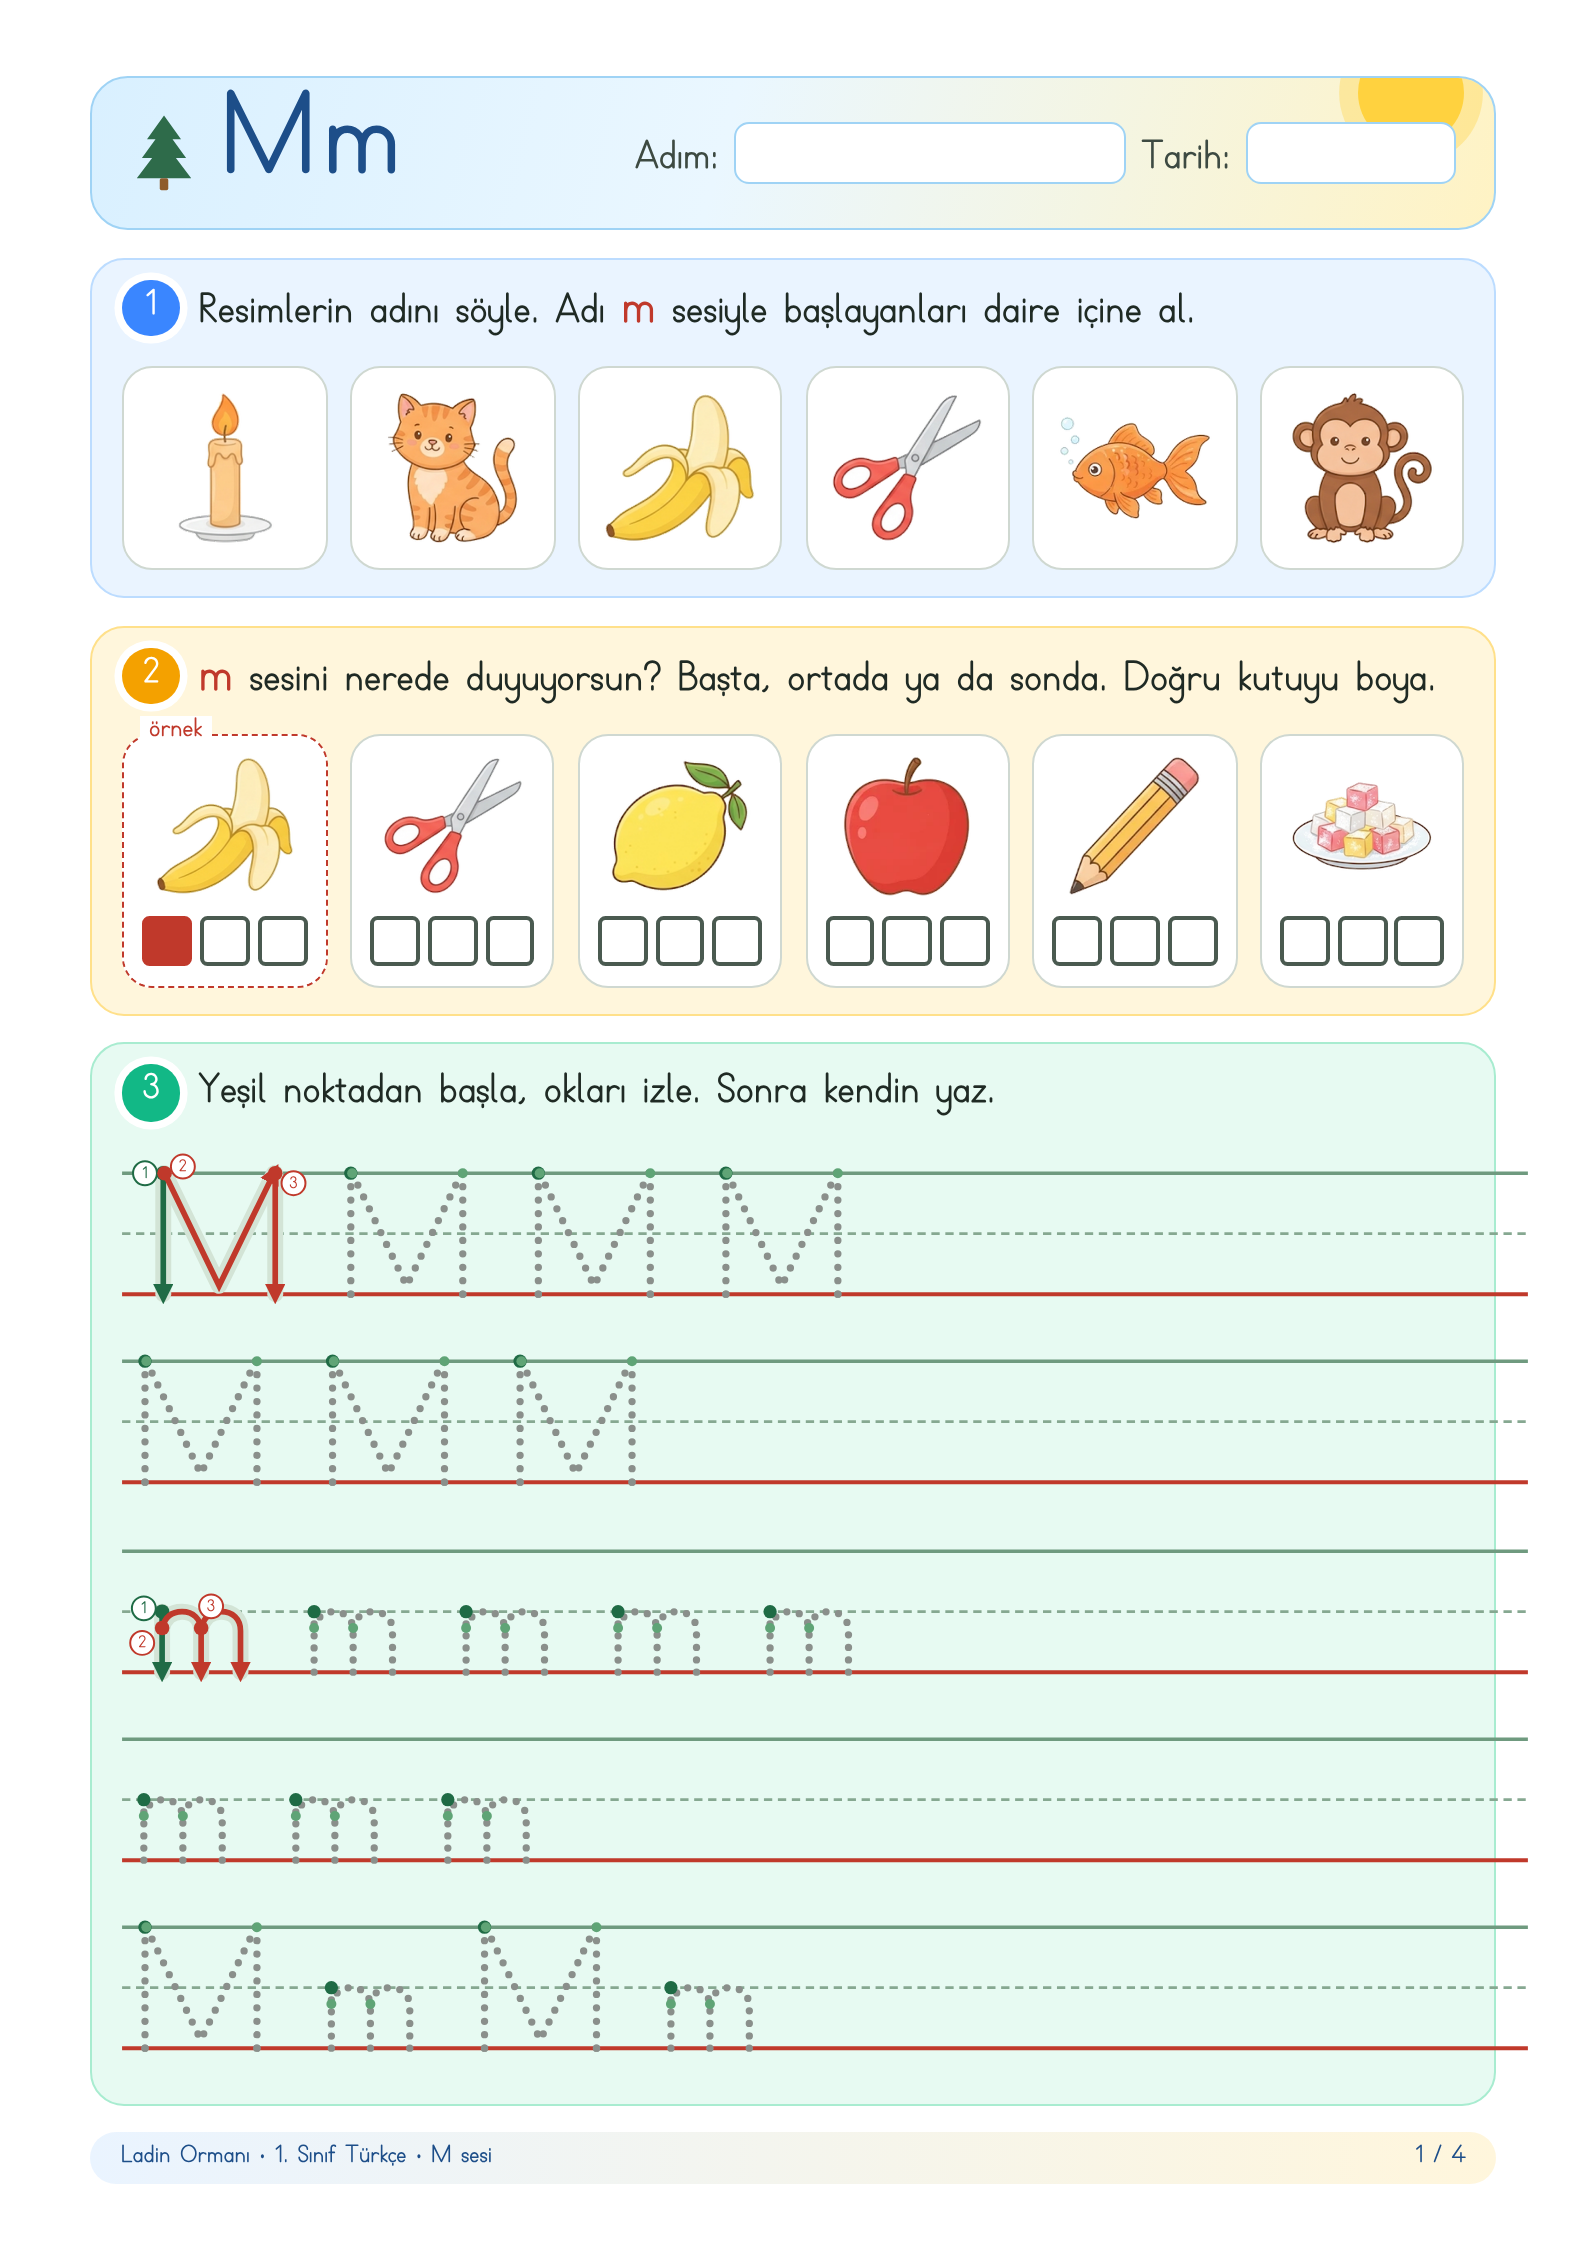 Mm
Adım:
Tarih:
1 Resimlerin adını söyle. Adı m sesiyle başlayanları daire içine al.
2 m sesini nerede duyuyorsun? Başta, ortada ya da sonda. Doğru kutuyu boya.
örnek
3 Yeşil noktadan başla, okları izle. Sonra kendin yaz.
1 2 M 3 M M M
M M M
1 2 m 3 m m m m
m m m
M m M m
Ladin Ormanı • 1. Sınıf Türkçe • M sesi
1 / 4